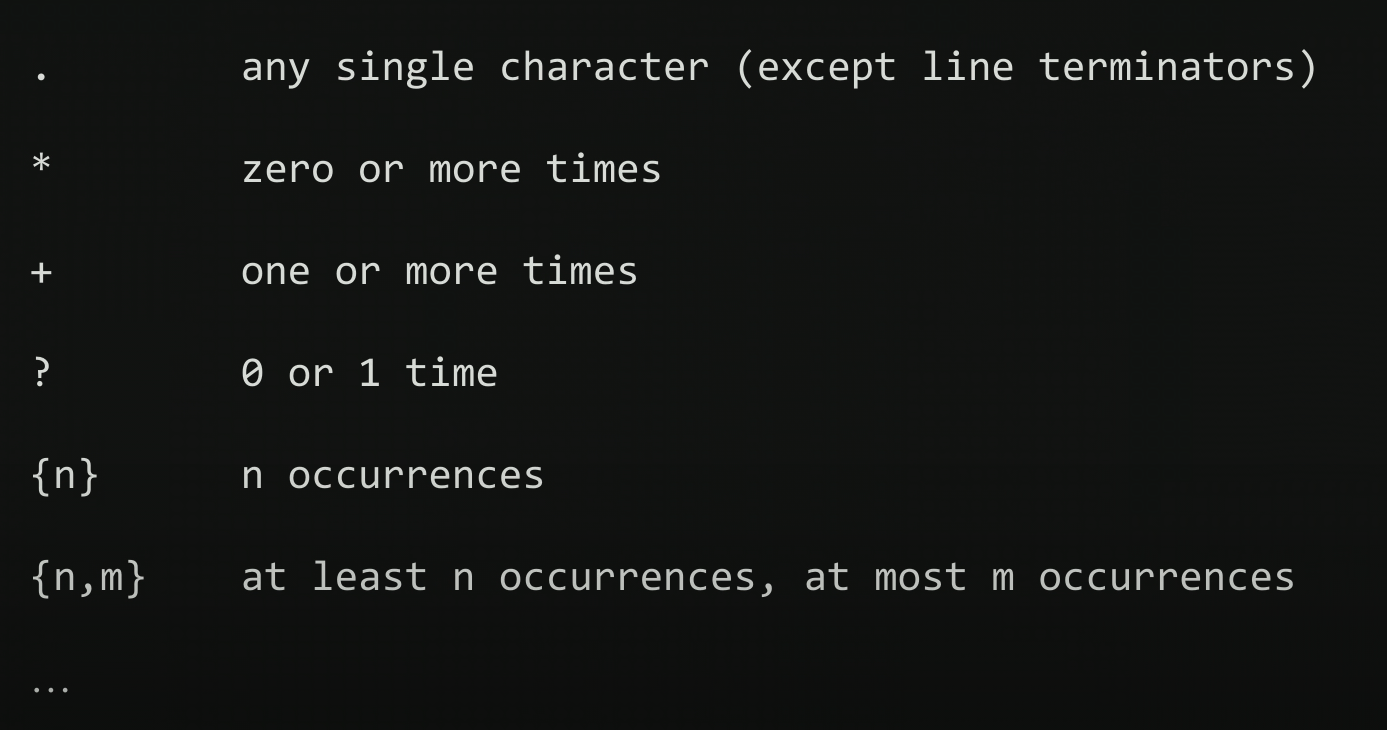 . any single character (except line terminators)
* zero or more times
+ one or more times
? 0 or 1 time
{n} n occurrences
{n,m} at least n occurrences, at most m occurrences
...